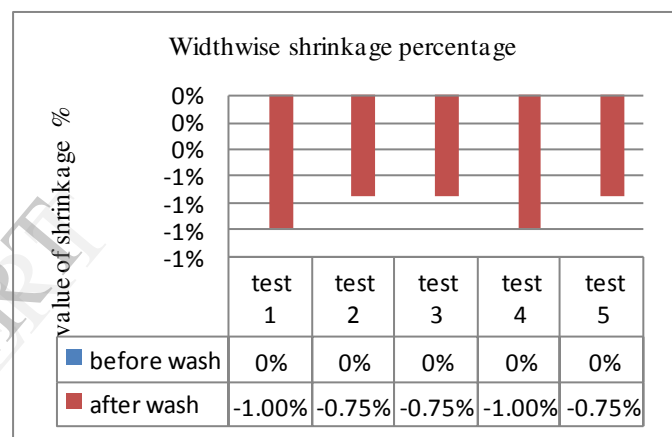 Widthwise shrinkage percentage
value of shrinkage %
0%
0%
0%
-1%
-1%
-1%
-1%
test 1 test 2 test 3 test 4 test 5
before wash 0% 0% 0% 0% 0%
after wash -1.00% -0.75% -0.75% -1.00% -0.75%